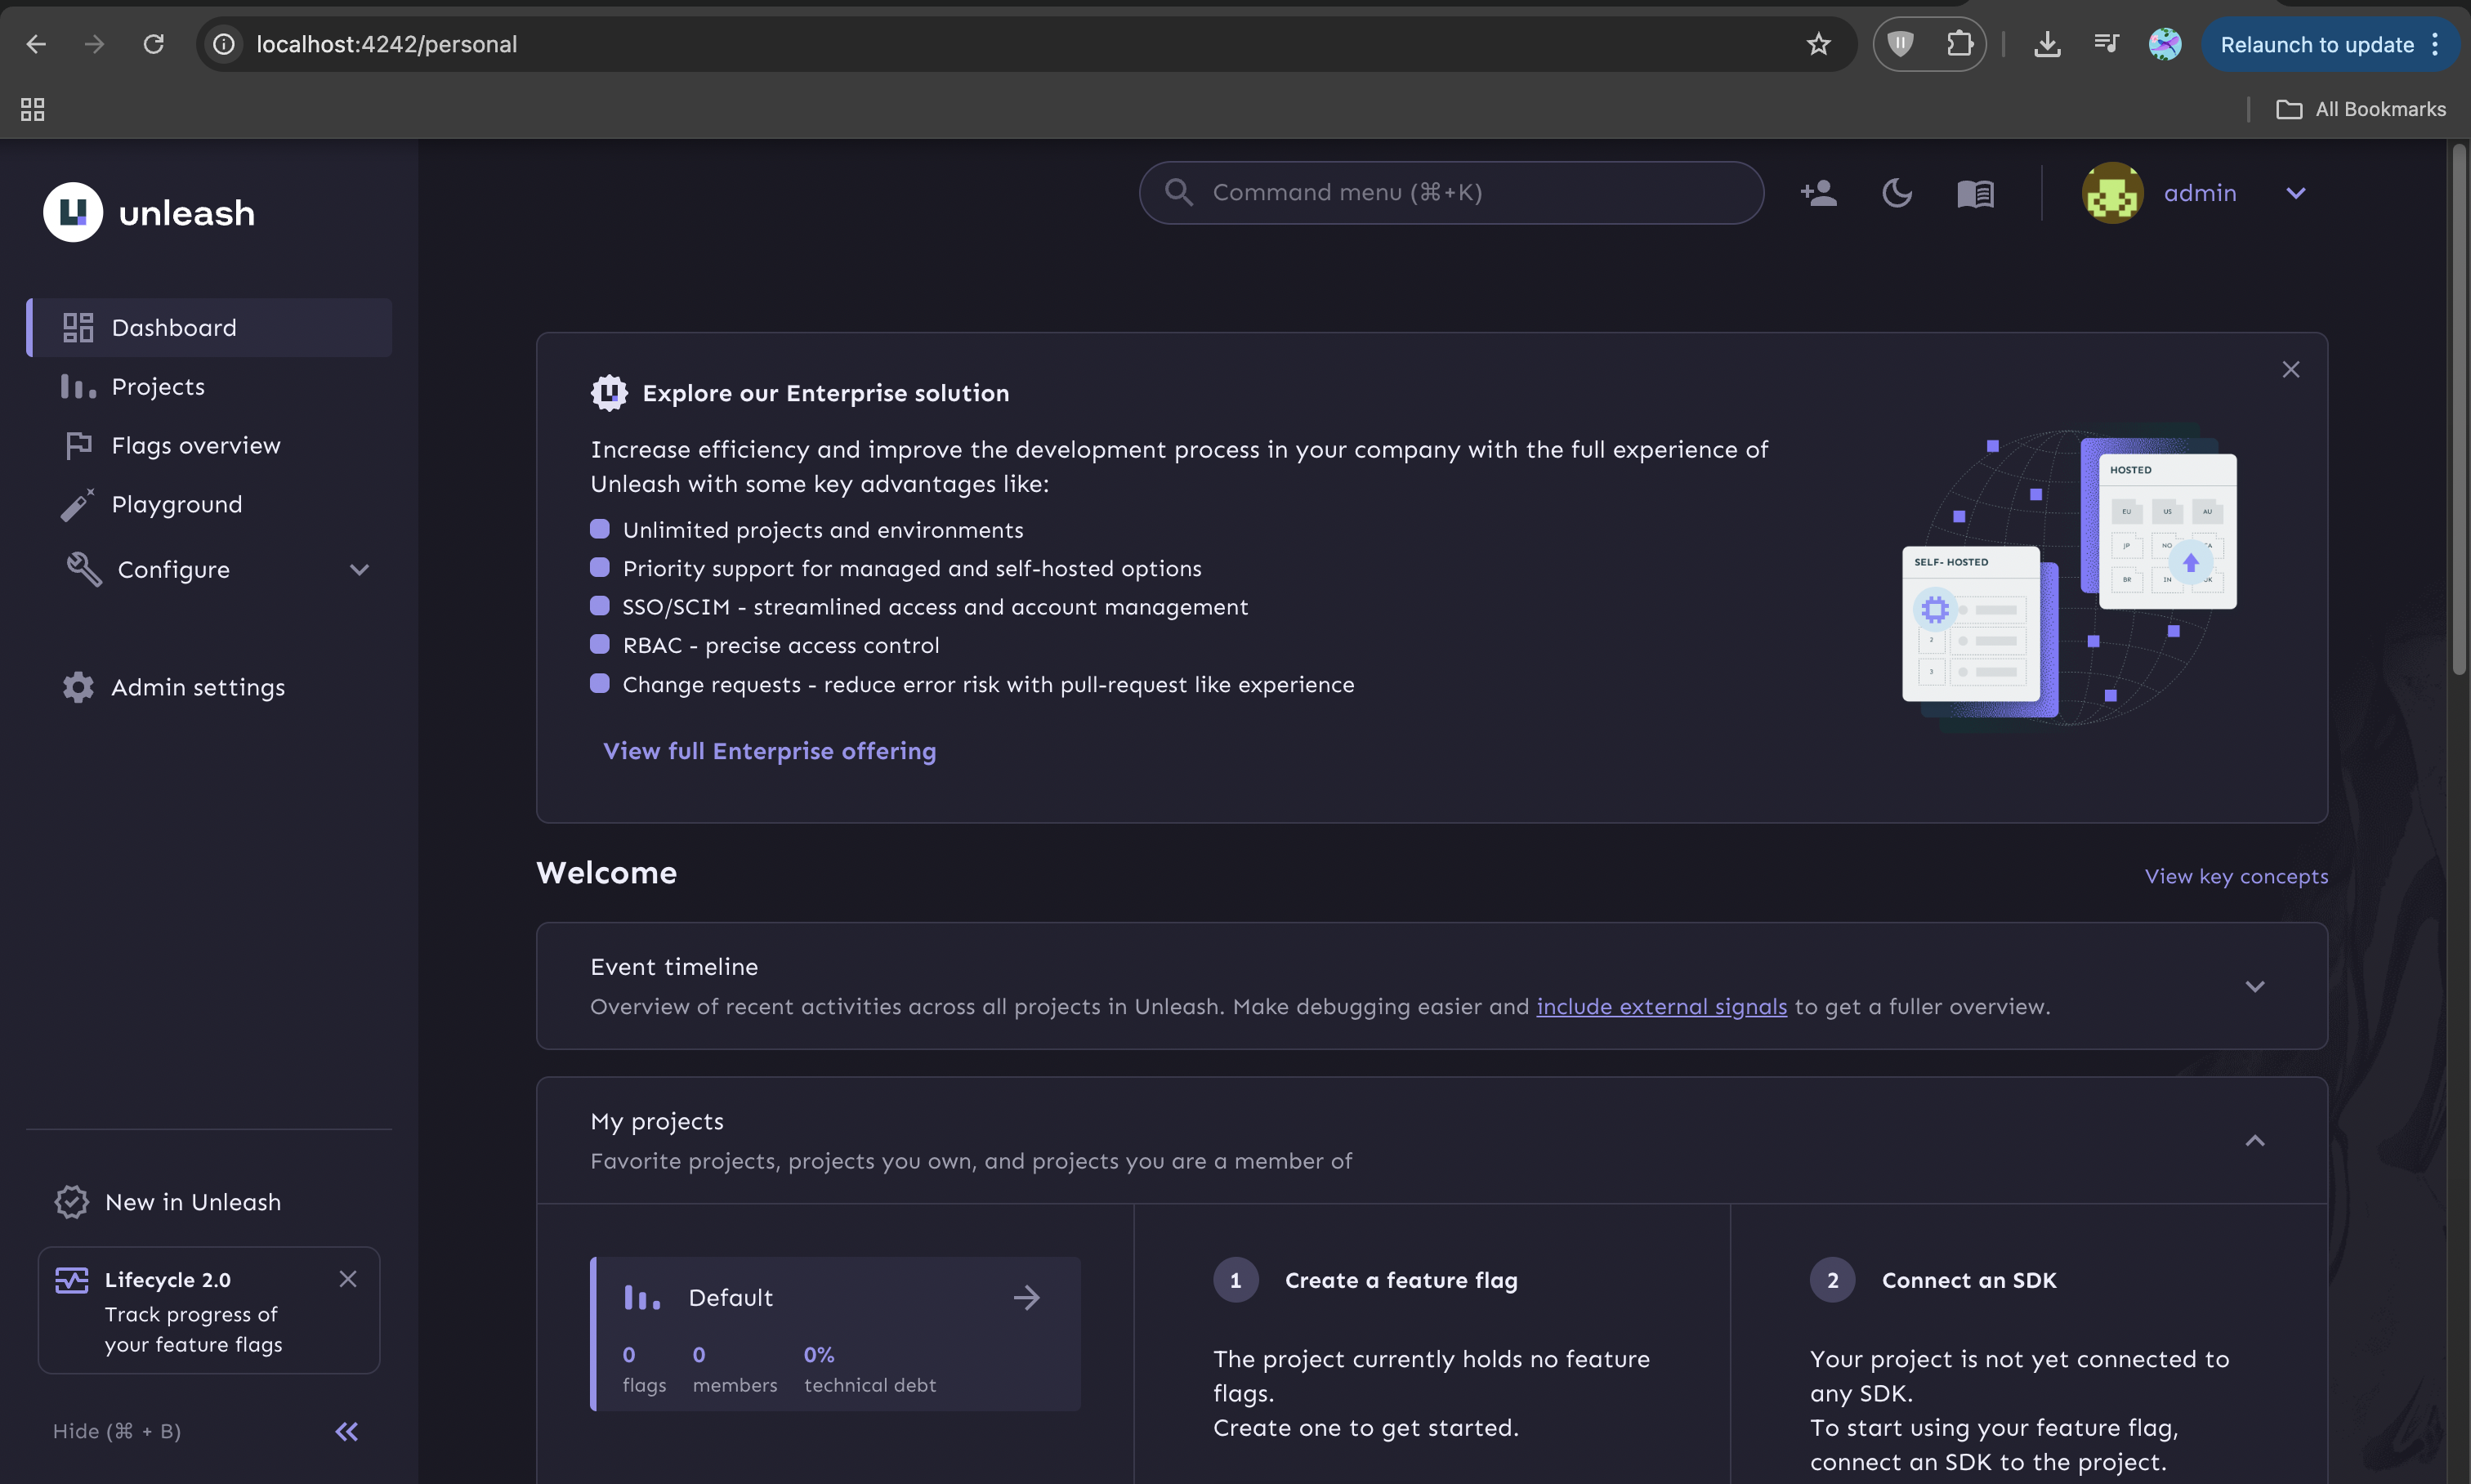 localhost:4242/personal
Relaunch to update
All Bookmarks
unleash
Command menu (⌘+K)
admin
Dashboard
Projects
Flags overview
Playground
Configure
Admin settings
Explore our Enterprise solution
Increase efficiency and improve the development process in your company with the full experience of
Unleash with some key advantages like:
Unlimited projects and environments
Priority support for managed and self-hosted options
SSO/SCIM - streamlined access and account management
RBAC - precise access control
Change requests - reduce error risk with pull-request like experience
View full Enterprise offering
HOSTED
EU US AU
JP NO
BR IN
SELF- HOSTED
2
3
Welcome
View key concepts
Event timeline
Overview of recent activities across all projects in Unleash. Make debugging easier and include external signals to get a fuller overview.
My projects
Favorite projects, projects you own, and projects you are a member of
Default
0 0 0%
flags members technical debt
1 Create a feature flag
The project currently holds no feature
flags.
Create one to get started.
2 Connect an SDK
Your project is not yet connected to
any SDK.
To start using your feature flag,
connect an SDK to the project.
New in Unleash
Lifecycle 2.0
Track progress of
your feature flags
Hide (⌘ + B)